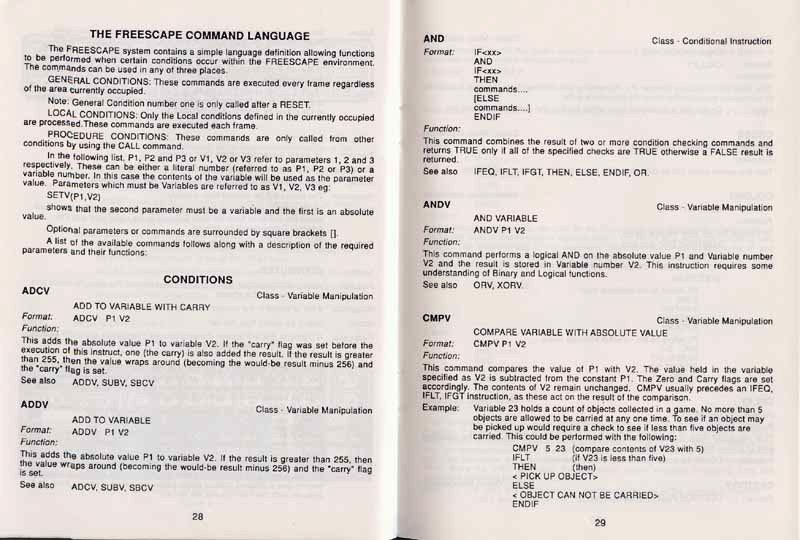 THE FREESCAPE COMMAND LANGUAGE
The FREESCAPE system contains a simple language definition allowing functions
to be performed when certain conditions occur within the FREESCAPE environment.
The commands can be used in any of three places.
GENERAL CONDITIONS: These commands are executed every frame regardless
of the area currently occupied.
Note: General Condition number one is only called after a RESET.
LOCAL CONDITIONS: Only the Local conditions defined in the currently occupied
are processed.These commands are executed each frame.
PROCEDURE CONDITIONS: These commands are only called from other
conditions by using the CALL command.
In the following list, P1, P2 and P3 or V1, V2 or V3 refer to parameters 1, 2 and 3
respectively. These can be either a literal number (referred to as P1, P2 or P3) or a
variable number. In this case the contents of the variable will be used as the parameter
value. Parameters which must be Variables are referred to as V1, V2, V3 eg:
SETV(P1,V2)
shows that the second parameter must be a variable and the first is an absolute
value.
Optional parameters or commands are surrounded by square brackets [].
A list of the available commands follows along with a description of the required
parameters and their functions:
CONDITIONS
ADCV
Class - Variable Manipulation
ADD TO VARIABLE WITH CARRY
Format: ADCV P1 V2
Function:
This adds the absolute value P1 to variable V2. If the "carry" flag was set before the
execution of this instruct, one (the carry) is also added the result. If the result is greater
than 255, then the value wraps around (becoming the would-be result minus 256) and
the "carry" flag is set.
See also ADDV, SUBV, SBCV
ADDV
Class - Variable Manipulation
ADD TO VARIABLE
Format: ADDV P1 V2
Function:
This adds the absolute value P1 to variable V2. If the result is greater than 255, then
the value wraps around (becoming the would-be result minus 256) and the "carry" flag
is set.
See also ADCV, SUBV, SBCV
28
AND
Class - Conditional Instruction
Format: IF<xx>
AND
IF<xx>
THEN
commands....
[ELSE
commands....]
ENDIF
Function:
This command combines the result of two or more condition checking commands and
returns TRUE only if all of the specified checks are TRUE otherwise a FALSE result is
returned.
See also IFEQ, IFLT, IFGT, THEN, ELSE, ENDIF, OR.
ANDV
Class - Variable Manipulation
AND VARIABLE
Format: ANDV P1 V2
Function:
This command performs a logical AND on the absolute value P1 and Variable number
V2 and the result is stored in Variable number V2. This instruction requires some
understanding of Binary and Logical functions.
See also ORV, XORV.
CMPV
Class - Variable Manipulation
COMPARE VARIABLE WITH ABSOLUTE VALUE
Format: CMPV P1 V2
Function:
This command compares the value of P1 with V2. The value held in the variable
specified as V2 is subtracted from the constant P1. The Zero and Carry flags are set
accordingly. The contents of V2 remain unchanged. CMPV usually precedes an IFEQ,
IFLT, IFGT instruction, as these act on the result of the comparison.
Example: Variable 23 holds a count of objects collected in a game. No more than 5
objects are allowed to be carried at any one time. To see if an object may
be picked up would require a check to see if less than five objects are
carried. This could be performed with the following:
CMPV 5 23 (compare contents of V23 with 5)
IFLT (if V23 is less than five)
THEN (then)
< PICK UP OBJECT>
ELSE
< OBJECT CAN NOT BE CARRIED>
ENDIF
29